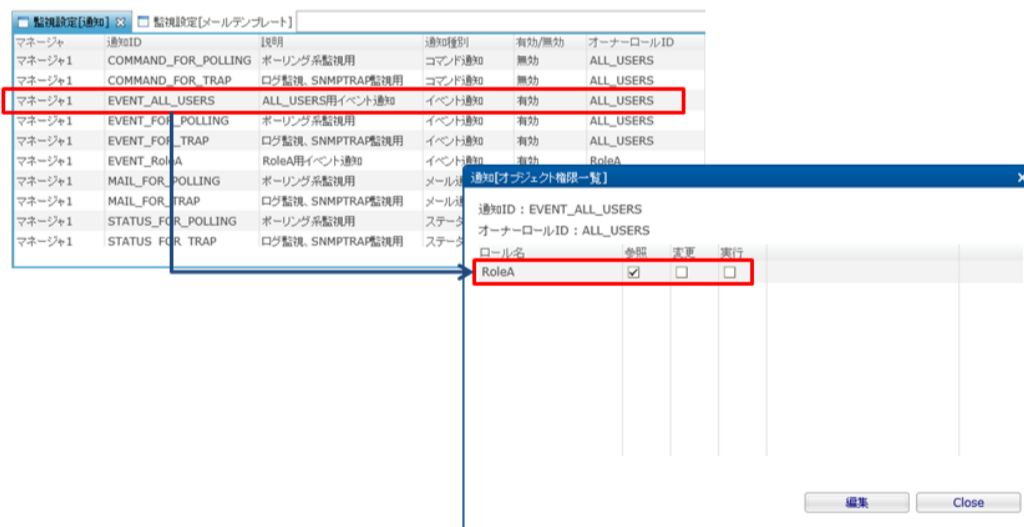 監視設定[通知] 監視設定[メールテンプレート]
マネージャ 通知ID 説明 通知種別 有効/無効 オーナーロールID
マネージャ1 COMMAND_FOR_POLLING ポーリング系監視用 コマンド通知 無効 ALL_USERS
マネージャ1 COMMAND_FOR_TRAP ログ監視、SNMPTRAP監視用 コマンド通知 無効 ALL_USERS
マネージャ1 EVENT_ALL_USERS ALL_USERS用イベント通知 イベント通知 有効 ALL_USERS
マネージャ1 EVENT_FOR_POLLING ポーリング系監視用 イベント通知 有効 ALL_USERS
マネージャ1 EVENT_FOR_TRAP ログ監視、SNMPTRAP監視用 イベント通知 有効 ALL_USERS
マネージャ1 EVENT_RoleA RoleA用イベント通知 イベント通知 有効 RoleA
マネージャ1 MAIL_FOR_POLLING ポーリング系監視用 メール通
マネージャ1 MAIL_FOR_TRAP ログ監視、SNMPTRAP監視用 メール通
マネージャ1 STATUS_FOR_POLLING ポーリング系監視用 ステータ
マネージャ1 STATUS_FOR_TRAP ログ監視、SNMPTRAP監視用 ステータ
通知[オブジェクト権限一覧]
通知ID : EVENT_ALL_USERS
オーナーロールID : ALL_USERS
ロール名 参照 変更 実行
RoleA
編集 Close